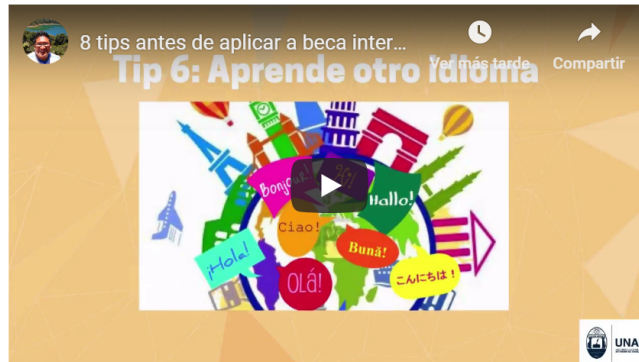 8 tips antes de aplicar a beca inter...
Ver más tarde
Compartir
Tip 6: Aprende otro idioma
Bonjour!
Hallo!
Ciao!
¡Hola!
Bună!
OLÁ!
こんにちは！
UNA